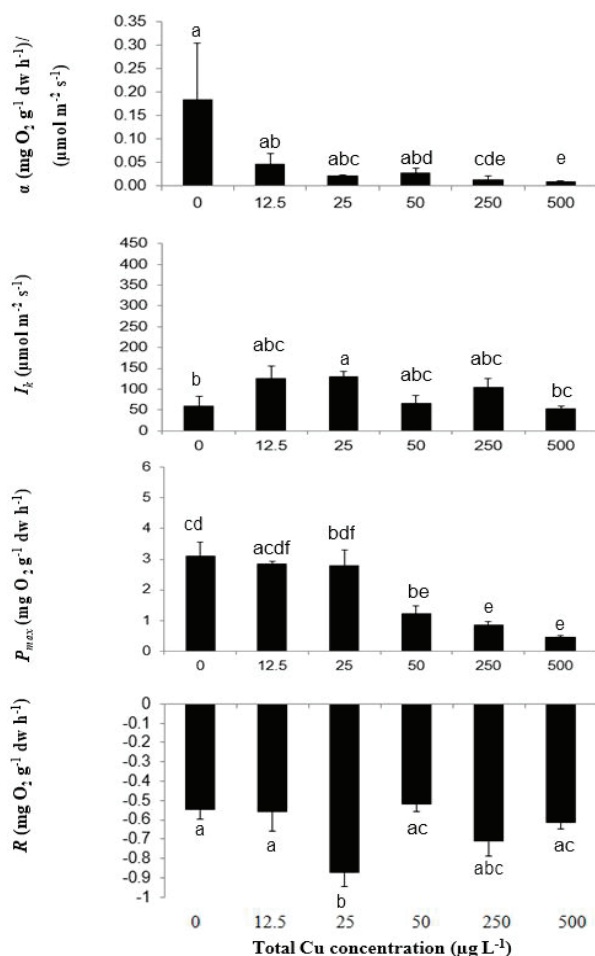 α (mg O₂ g⁻¹ dw h⁻¹)/
(μmol m⁻² s⁻¹)
0.35
0.30
0.25
0.20
0.15
0.10
0.05
0.00
a
ab
abc
abd
cde
e
0 12.5 25 50 250 500
Iₖ (μmol m⁻² s⁻¹)
450
400
350
300
250
200
150
100
50
0
b
abc
a
abc
abc
bc
0 12.5 25 50 250 500
Pₘₐₓ (mg O₂ g⁻¹ dw h⁻¹)
6
5
4
3
2
1
0
cd
acdf
bdf
be
e
e
0 12.5 25 50 250 500
R (mg O₂ g⁻¹ dw h⁻¹)
0
-0.1
-0.2
-0.3
-0.4
-0.5
-0.6
-0.7
-0.8
-0.9
-1
a
a
b
ac
abc
ac
0 12.5 25 50 250 500
Total Cu concentration (μg L⁻¹)